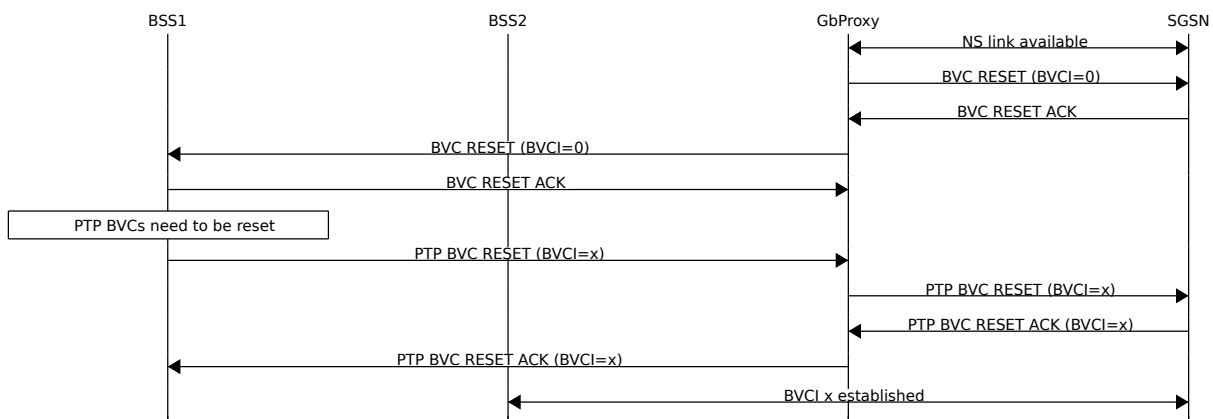 BSS1 BSS2 GbProxy SGSN
NS link available
BVC RESET (BVCI=0)
BVC RESET ACK
BVC RESET (BVCI=0)
BVC RESET ACK
PTP BVCs need to be reset
PTP BVC RESET (BVCI=x)
PTP BVC RESET (BVCI=x)
PTP BVC RESET ACK (BVCI=x)
PTP BVC RESET ACK (BVCI=x)
BVCI x established